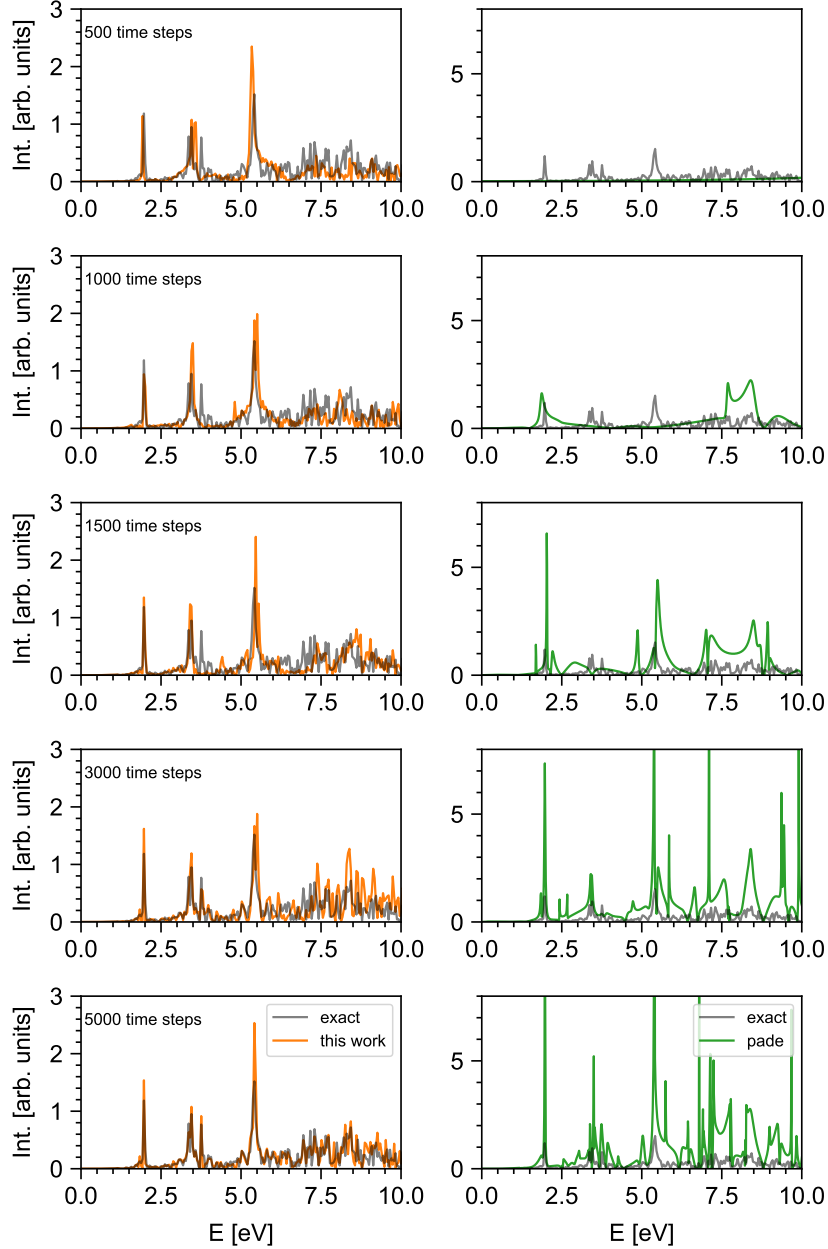 3
2
1
0
Int. [arb. units]
500 time steps
0.0 2.5 5.0 7.5 10.0
5
0
0.0 2.5 5.0 7.5 10.0
3
2
1
0
Int. [arb. units]
1000 time steps
0.0 2.5 5.0 7.5 10.0
5
0
0.0 2.5 5.0 7.5 10.0
3
2
1
0
Int. [arb. units]
1500 time steps
0.0 2.5 5.0 7.5 10.0
5
0
0.0 2.5 5.0 7.5 10.0
3
2
1
0
Int. [arb. units]
3000 time steps
0.0 2.5 5.0 7.5 10.0
5
0
0.0 2.5 5.0 7.5 10.0
3
2
1
0
Int. [arb. units]
5000 time steps
exact
this work
0.0 2.5 5.0 7.5 10.0
E [eV]
5
0
exact
pade
0.0 2.5 5.0 7.5 10.0
E [eV]